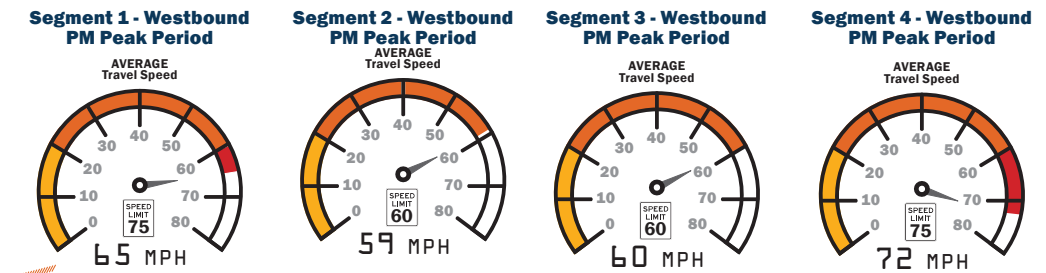 Segment 1 - Westbound
PM Peak Period
AVERAGE
Travel Speed
0
10
20
30
40
50
60
70
80
SPEED
LIMIT
75
65 MPH
Segment 2 - Westbound
PM Peak Period
AVERAGE
Travel Speed
0
10
20
30
40
50
60
70
80
SPEED
LIMIT
60
59 MPH
Segment 3 - Westbound
PM Peak Period
AVERAGE
Travel Speed
0
10
20
30
40
50
60
70
80
SPEED
LIMIT
60
60 MPH
Segment 4 - Westbound
PM Peak Period
AVERAGE
Travel Speed
0
10
20
30
40
50
60
70
80
SPEED
LIMIT
75
72 MPH